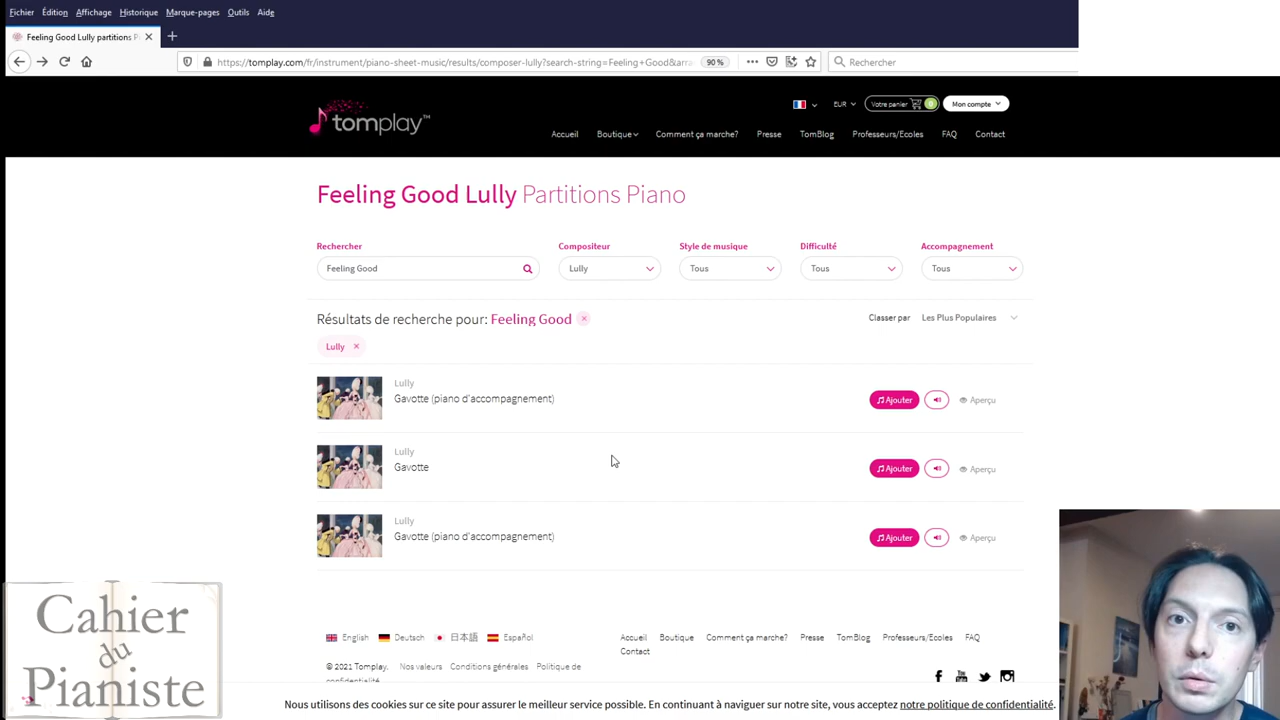 Fichier Édition Affichage Historique Marque-pages Outils Aide
Feeling Good Lully partitions P
https://tomplay.com/fr/instrument/piano-sheet-music/results/composer-lully?search-string=Feeling+Good&arra
90 %
Rechercher
EUR
Votre panier 0
Mon compte
tomplay™
Accueil Boutique Comment ça marche? Presse TomBlog Professeurs/Ecoles FAQ Contact
Feeling Good Lully Partitions Piano
Rechercher Compositeur Style de musique Difficulté Accompagnement
Feeling Good Lully Tous Tous Tous
Résultats de recherche pour: Feeling Good ×
Classer par Les Plus Populaires
Lully ×
Lully
Gavotte (piano d'accompagnement)
Ajouter Aperçu
Lully
Gavotte
Ajouter Aperçu
Lully
Gavotte (piano d'accompagnement)
Ajouter Aperçu
English Deutsch 日本語 Español
Accueil Boutique Comment ça marche? Presse TomBlog Professeurs/Ecoles FAQ
Contact
© 2021 Tomplay. Nos valeurs Conditions générales Politique de
confidentialité
Nous utilisons des cookies sur ce site pour assurer le meilleur service possible. En continuant à naviguer sur notre site, vous acceptez notre politique de confidentialité.
Cahier
du
Pianiste